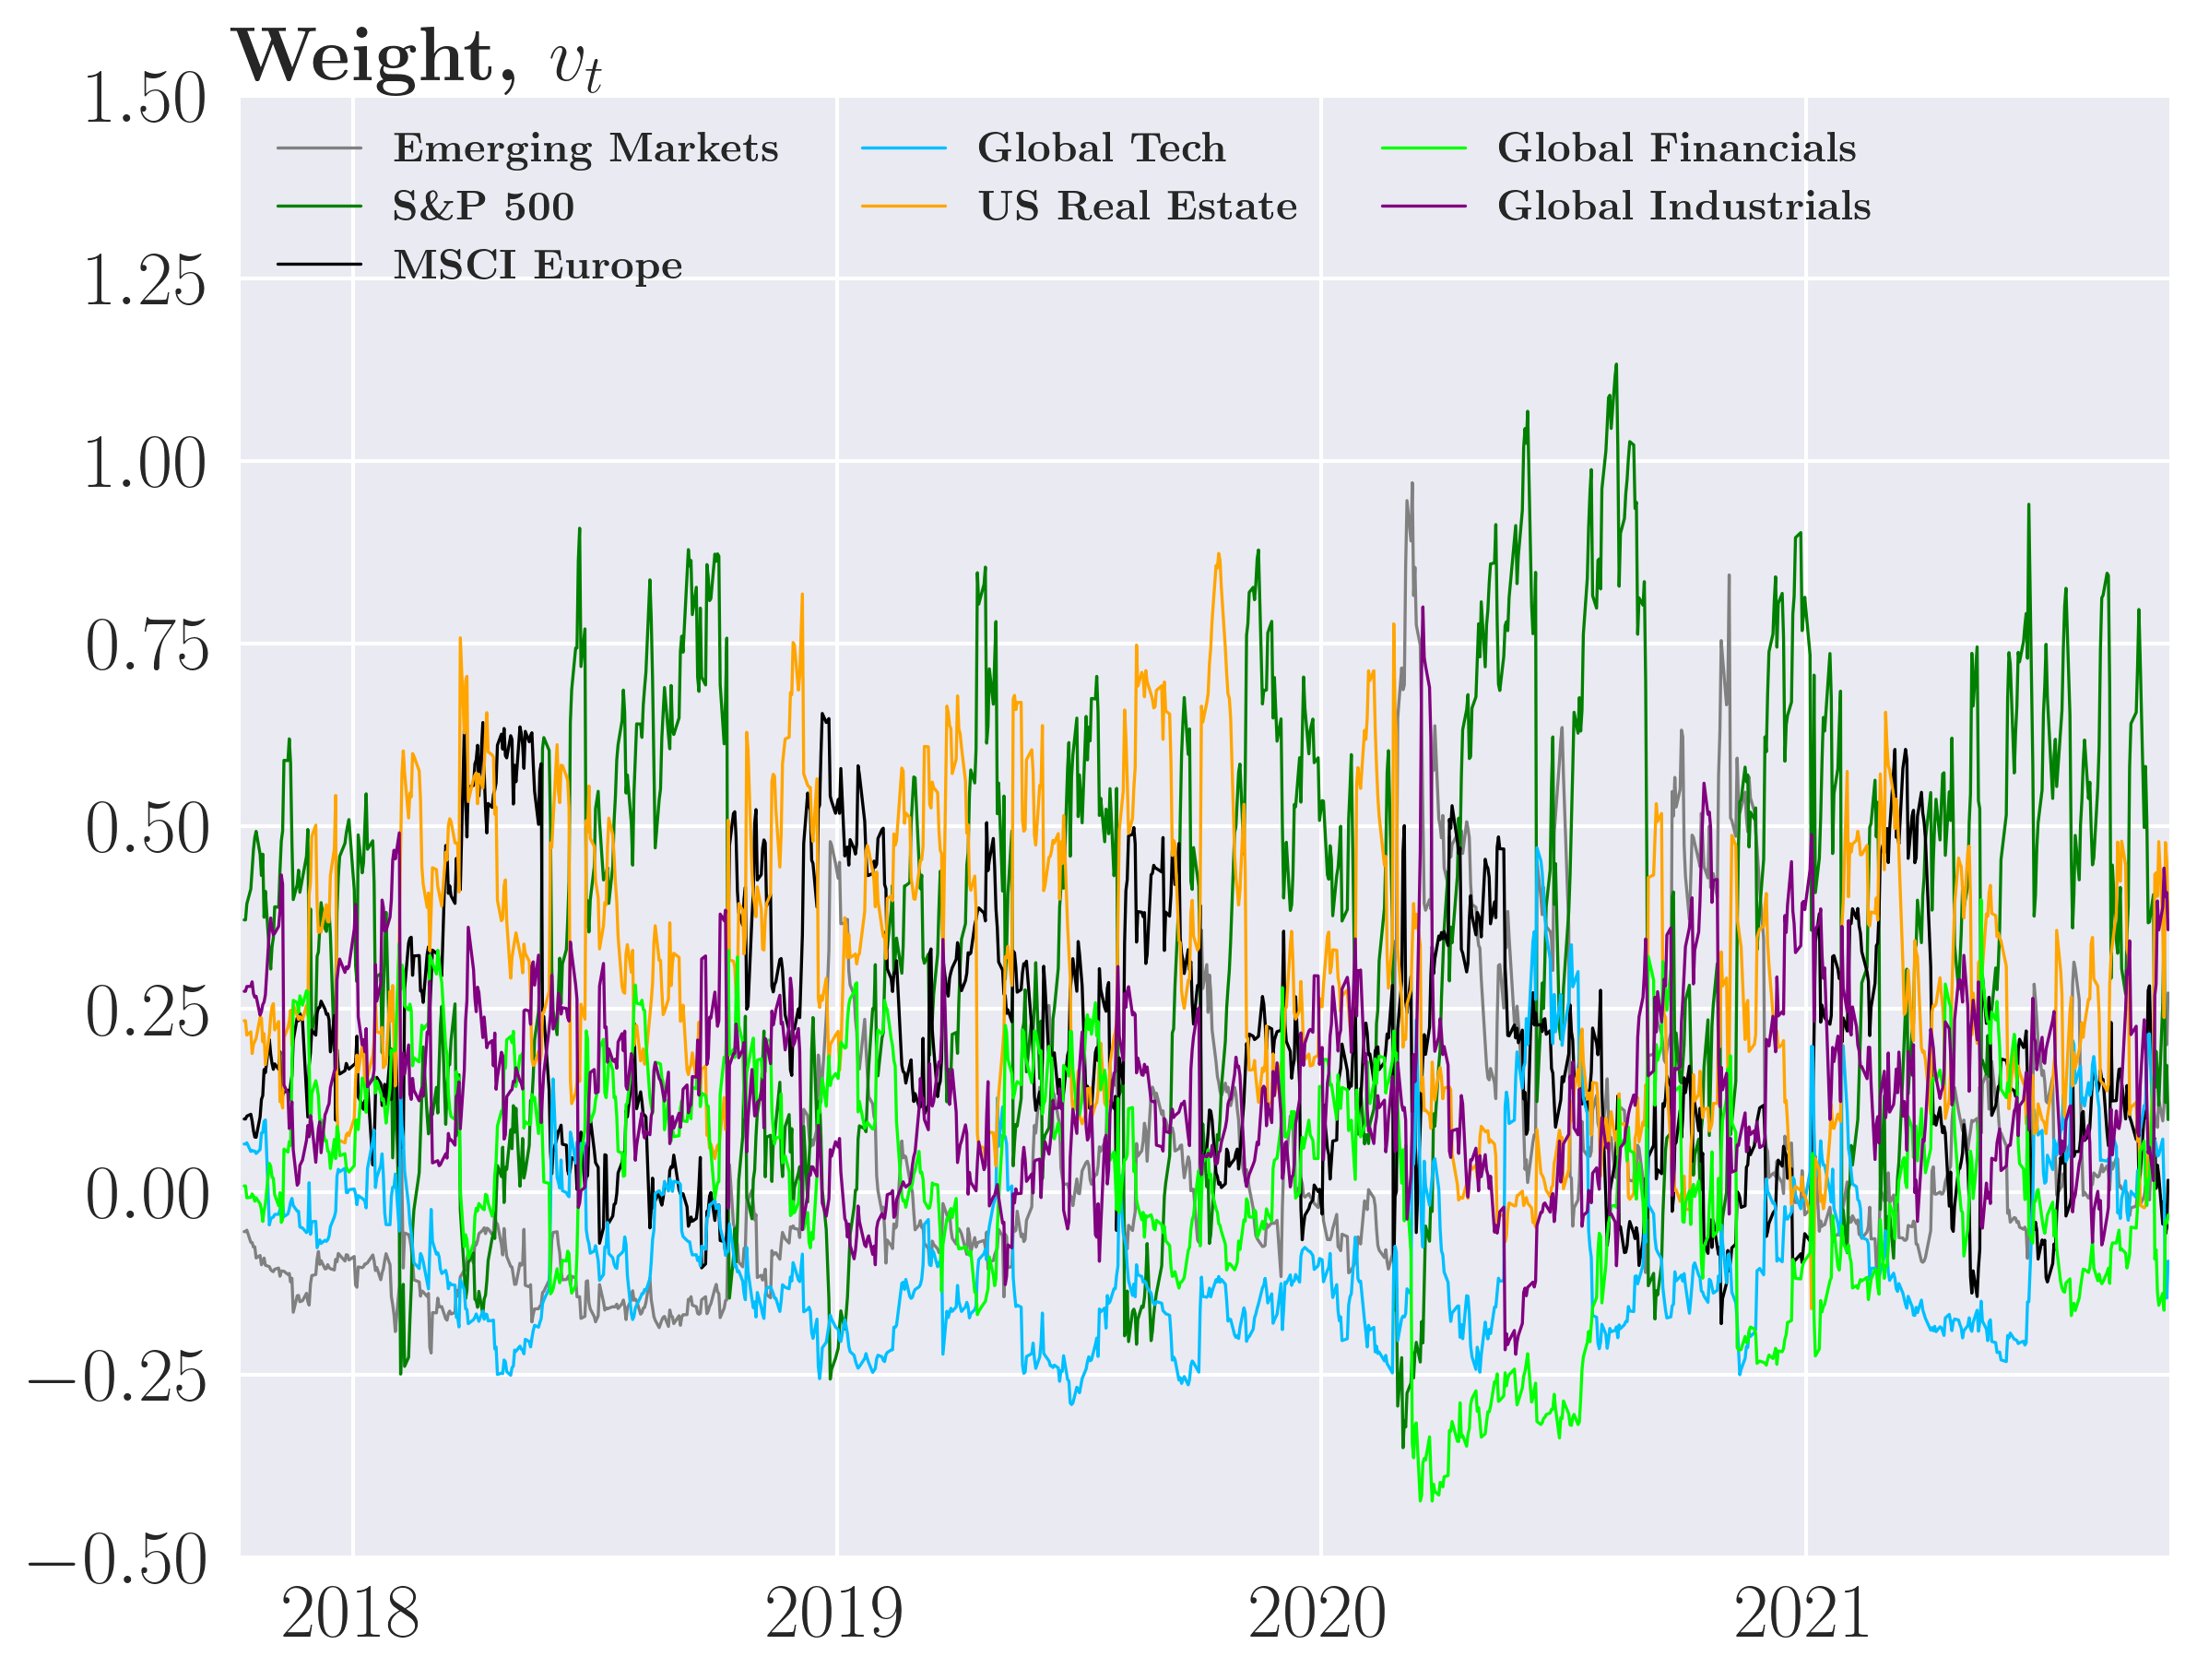 Weight, v_t
1.50
1.25
1.00
0.75
0.50
0.25
0.00
−0.25
−0.50
Emerging Markets
S&P 500
MSCI Europe
Global Tech
US Real Estate
Global Financials
Global Industrials
2018 2019 2020 2021